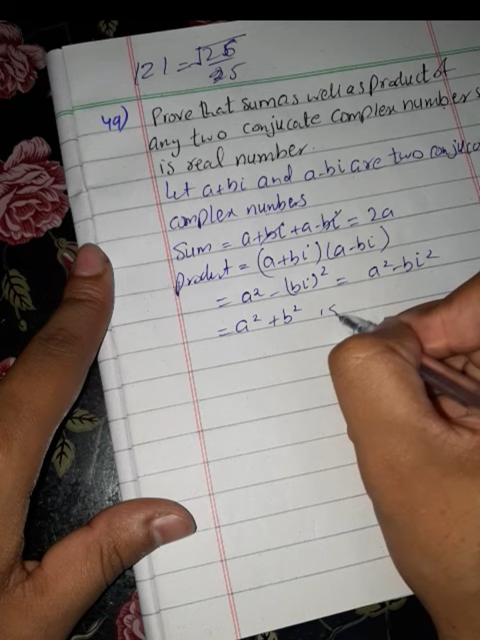 |z| = √26/25
49) Prove that sum as well as product of
any two conjucate complex numbers
is real number.
Let a+bi and a-bi are two conjuca
complex nunbers
Sum = a+bi+a-bi = 2a
Product = (a+bi)(a-bi)
= a² - (bi)² = a²-bi²
= a² + b² is